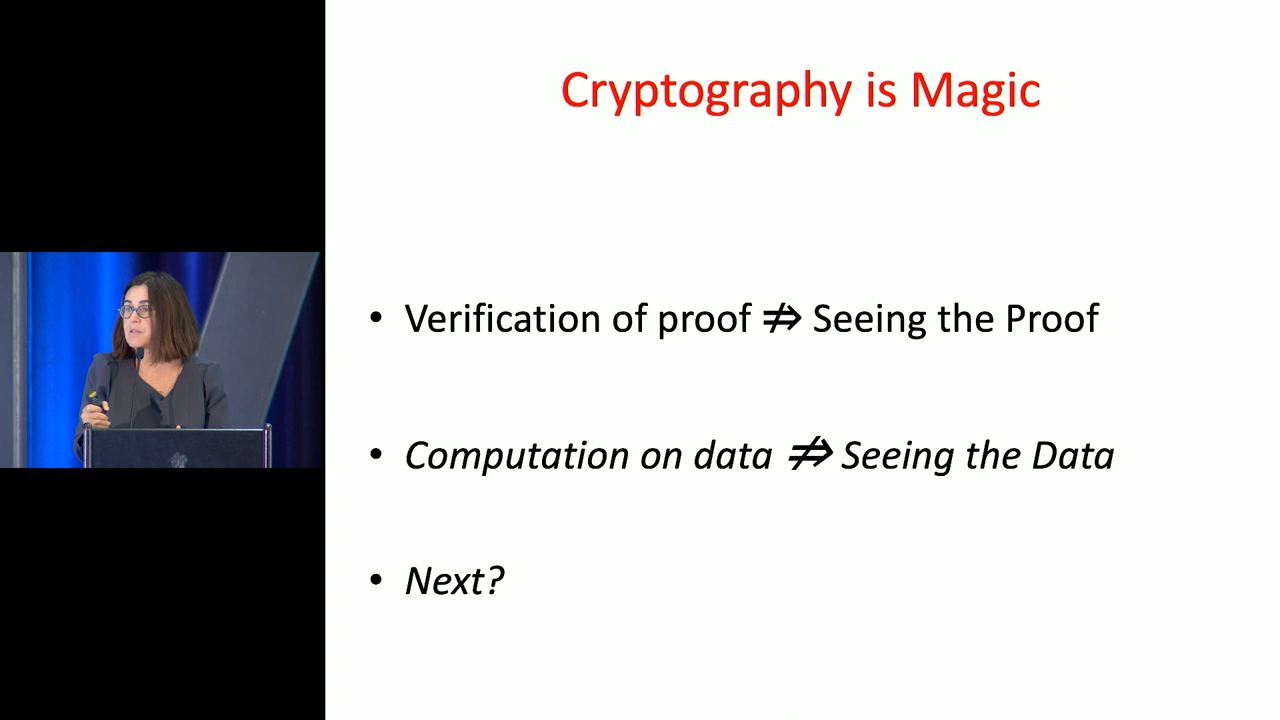 Cryptography is Magic
• Verification of proof ⇏ Seeing the Proof
• Computation on data ⇏ Seeing the Data
• Next?